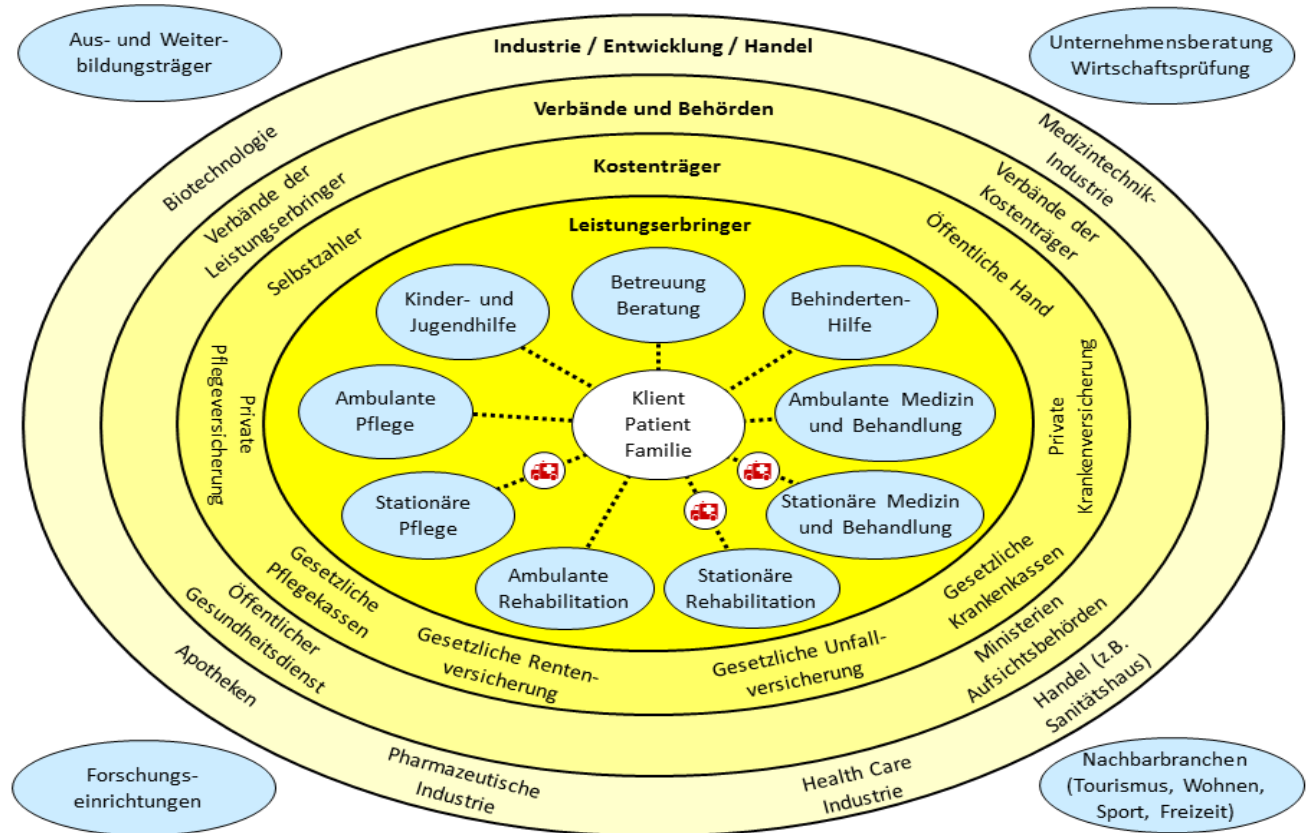 Aus- und Weiter-
bildungsträger
Unternehmensberatung
Wirtschaftsprüfung
Industrie / Entwicklung / Handel
Biotechnologie
Medizintechnik-
Industrie
Verbände und Behörden
Verbände der
Leistungserbringer
Verbände der
Kostenträger
Kostenträger
Selbstzahler
Öffentliche Hand
Leistungserbringer
Kinder- und
Jugendhilfe
Betreuung
Beratung
Behinderten-
Hilfe
Private
Pflegeversicherung
Ambulante
Pflege
Klient
Patient
Familie
Ambulante Medizin
und Behandlung
Private
Krankenversicherung
Stationäre
Pflege
Stationäre Medizin
und Behandlung
Ambulante
Rehabilitation
Stationäre
Rehabilitation
Gesetzliche
Pflegekassen
Gesetzliche Renten-
versicherung
Gesetzliche Unfall-
versicherung
Gesetzliche
Krankenkassen
Öffentlicher
Gesundheitsdienst
Ministerien
Aufsichtsbehörden
Apotheken
Pharmazeutische
Industrie
Health Care
Industrie
Handel (z.B.
Sanitätshaus)
Forschungs-
einrichtungen
Nachbarbranchen
(Tourismus, Wohnen,
Sport, Freizeit)